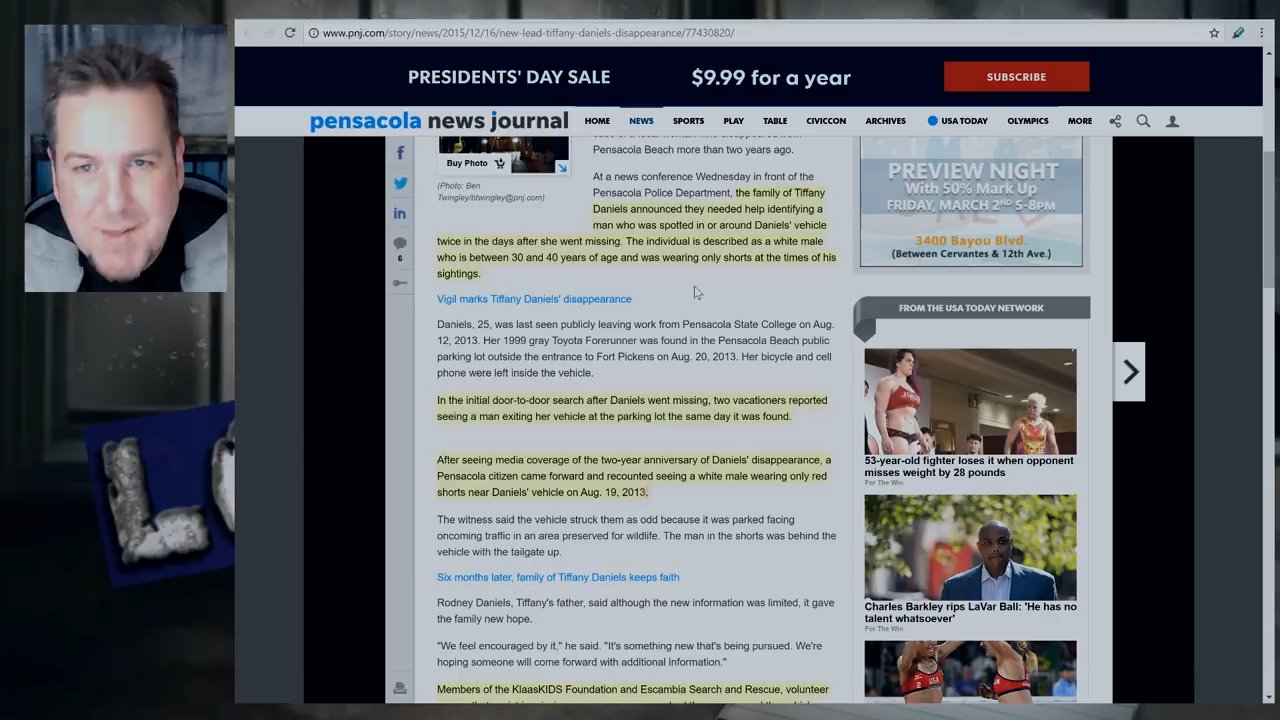 www.pnj.com/story/news/2015/12/16/new-lead-tiffany-daniels-disappearance/77430820/
PRESIDENTS' DAY SALE
$9.99 for a year
SUBSCRIBE
pensacola news journal
HOME
NEWS
SPORTS
PLAY
TABLE
CIVICCON
ARCHIVES
USA TODAY
OLYMPICS
MORE
Buy Photo
(Photo: Ben
Twingley/btwingley@pnj.com)
6
Pensacola Beach more than two years ago.
At a news conference Wednesday in front of the
Pensacola Police Department, the family of Tiffany
Daniels announced they needed help identifying a
man who was spotted in or around Daniels' vehicle
twice in the days after she went missing. The individual is described as a white male
who is between 30 and 40 years of age and was wearing only shorts at the times of his
sightings.
Vigil marks Tiffany Daniels' disappearance
Daniels, 25, was last seen publicly leaving work from Pensacola State College on Aug.
12, 2013. Her 1999 gray Toyota Forerunner was found in the Pensacola Beach public
parking lot outside the entrance to Fort Pickens on Aug. 20, 2013. Her bicycle and cell
phone were left inside the vehicle.
In the initial door-to-door search after Daniels went missing, two vacationers reported
seeing a man exiting her vehicle at the parking lot the same day it was found.
After seeing media coverage of the two-year anniversary of Daniels' disappearance, a
Pensacola citizen came forward and recounted seeing a white male wearing only red
shorts near Daniels' vehicle on Aug. 19, 2013.
The witness said the vehicle struck them as odd because it was parked facing
oncoming traffic in an area preserved for wildlife. The man in the shorts was behind the
vehicle with the tailgate up.
Six months later, family of Tiffany Daniels keeps faith
Rodney Daniels, Tiffany's father, said although the new information was limited, it gave
the family new hope.
"We feel encouraged by it," he said. "It's something new that's being pursued. We're
hoping someone will come forward with additional information."
Members of the KlaasKIDS Foundation and Escambia Search and Rescue, volunteer
PREVIEW NIGHT
With 50% Mark Up
FRIDAY, MARCH 2ND 5-8PM
3400 Bayou Blvd.
(Between Cervantes & 12th Ave.)
FROM THE USA TODAY NETWORK
53-year-old fighter loses it when opponent
misses weight by 28 pounds
For The Win
Charles Barkley rips LaVar Ball: 'He has no
talent whatsoever'
For The Win
USA